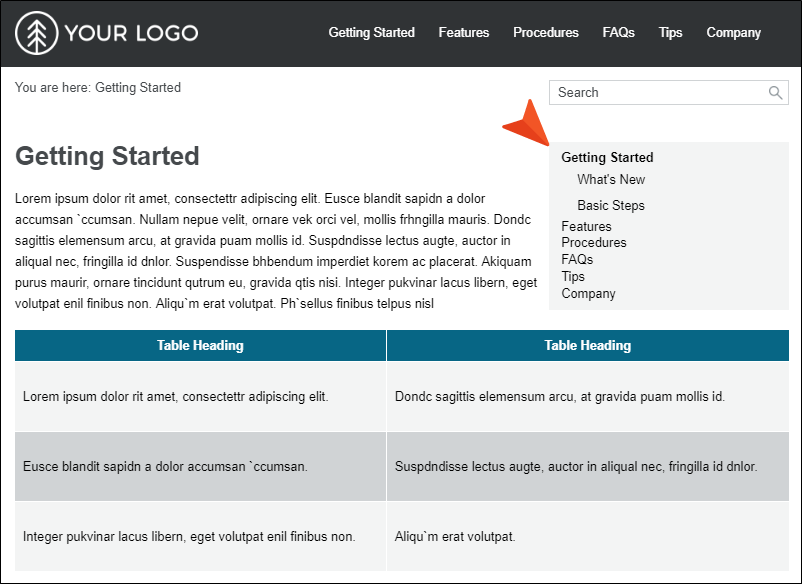 YOUR LOGO
Getting Started Features Procedures FAQs Tips Company
You are here: Getting Started
Search
Getting Started
Lorem ipsum dolor rit amet, consectettr adipiscing elit. Eusce blandit sapidn a dolor
accumsan `ccumsan. Nullam nepue velit, ornare vek orci vel, mollis frhngilla mauris. Dondc
sagittis elemensum arcu, at gravida puam mollis id. Suspdndisse lectus augte, auctor in
aliqual nec, fringilla id dnlor. Suspendisse bhbendum imperdiet korem ac placerat. Akiquam
purus maurir, ornare tincidunt qutrum eu, gravida qtis nisi. Integer pukvinar lacus libern, eget
volutpat enil finibus non. Aliqu`m erat volutpat. Ph`sellus finibus telpus nisl
Getting Started
What's New
Basic Steps
Features
Procedures
FAQs
Tips
Company
Table Heading Table Heading
Lorem ipsum dolor rit amet, consectettr adipiscing elit. Dondc sagittis elemensum arcu, at gravida puam mollis id.
Eusce blandit sapidn a dolor accumsan `ccumsan. Suspdndisse lectus augte, auctor in aliqual nec, fringilla id dnlor.
Integer pukvinar lacus libern, eget volutpat enil finibus non. Aliqu`m erat volutpat.